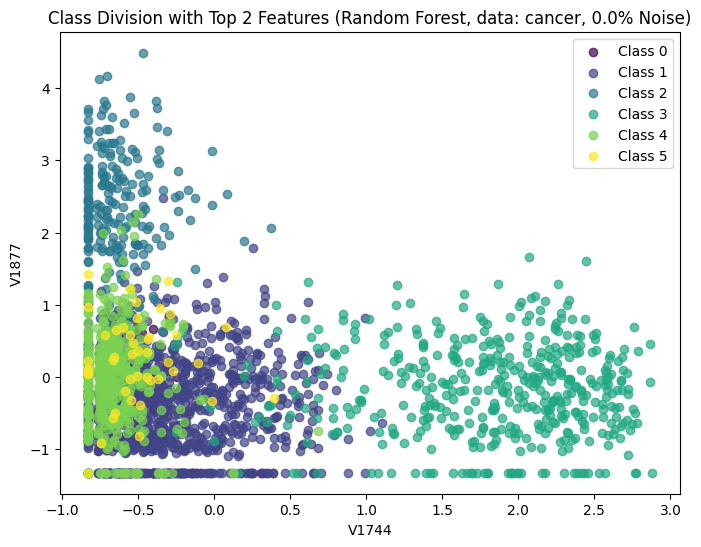 Class Division with Top 2 Features (Random Forest, data: cancer, 0.0% Noise)
Class 0
Class 1
Class 2
Class 3
Class 4
Class 5
V1877
4
3
2
1
0
−1
−1.0
−0.5
0.0
0.5
1.0
1.5
2.0
2.5
3.0
V1744